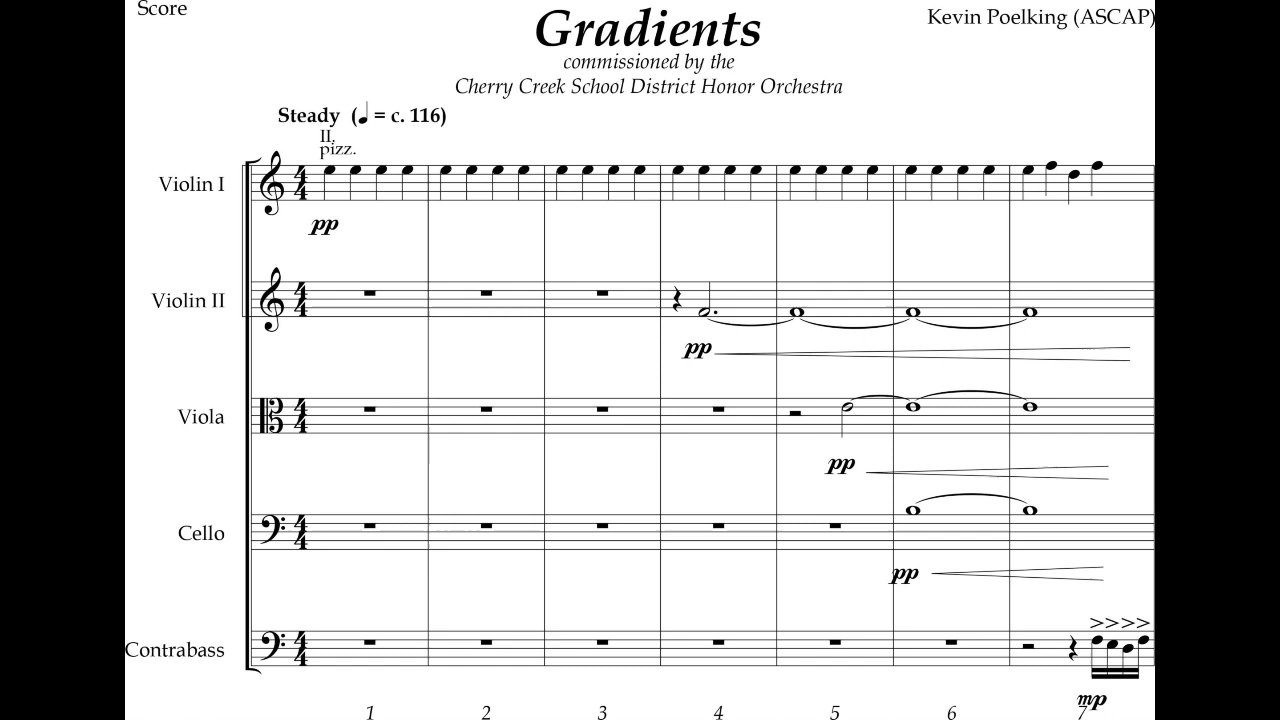 Score
Gradients
Kevin Poelking (ASCAP)
commissioned by the
Cherry Creek School District Honor Orchestra
Steady (♩ = c. 116)
II.
pizz.
Violin I
pp
Violin II
pp
Viola
pp
Cello
pp
Contrabass
mp
1 2 3 4 5 6 7